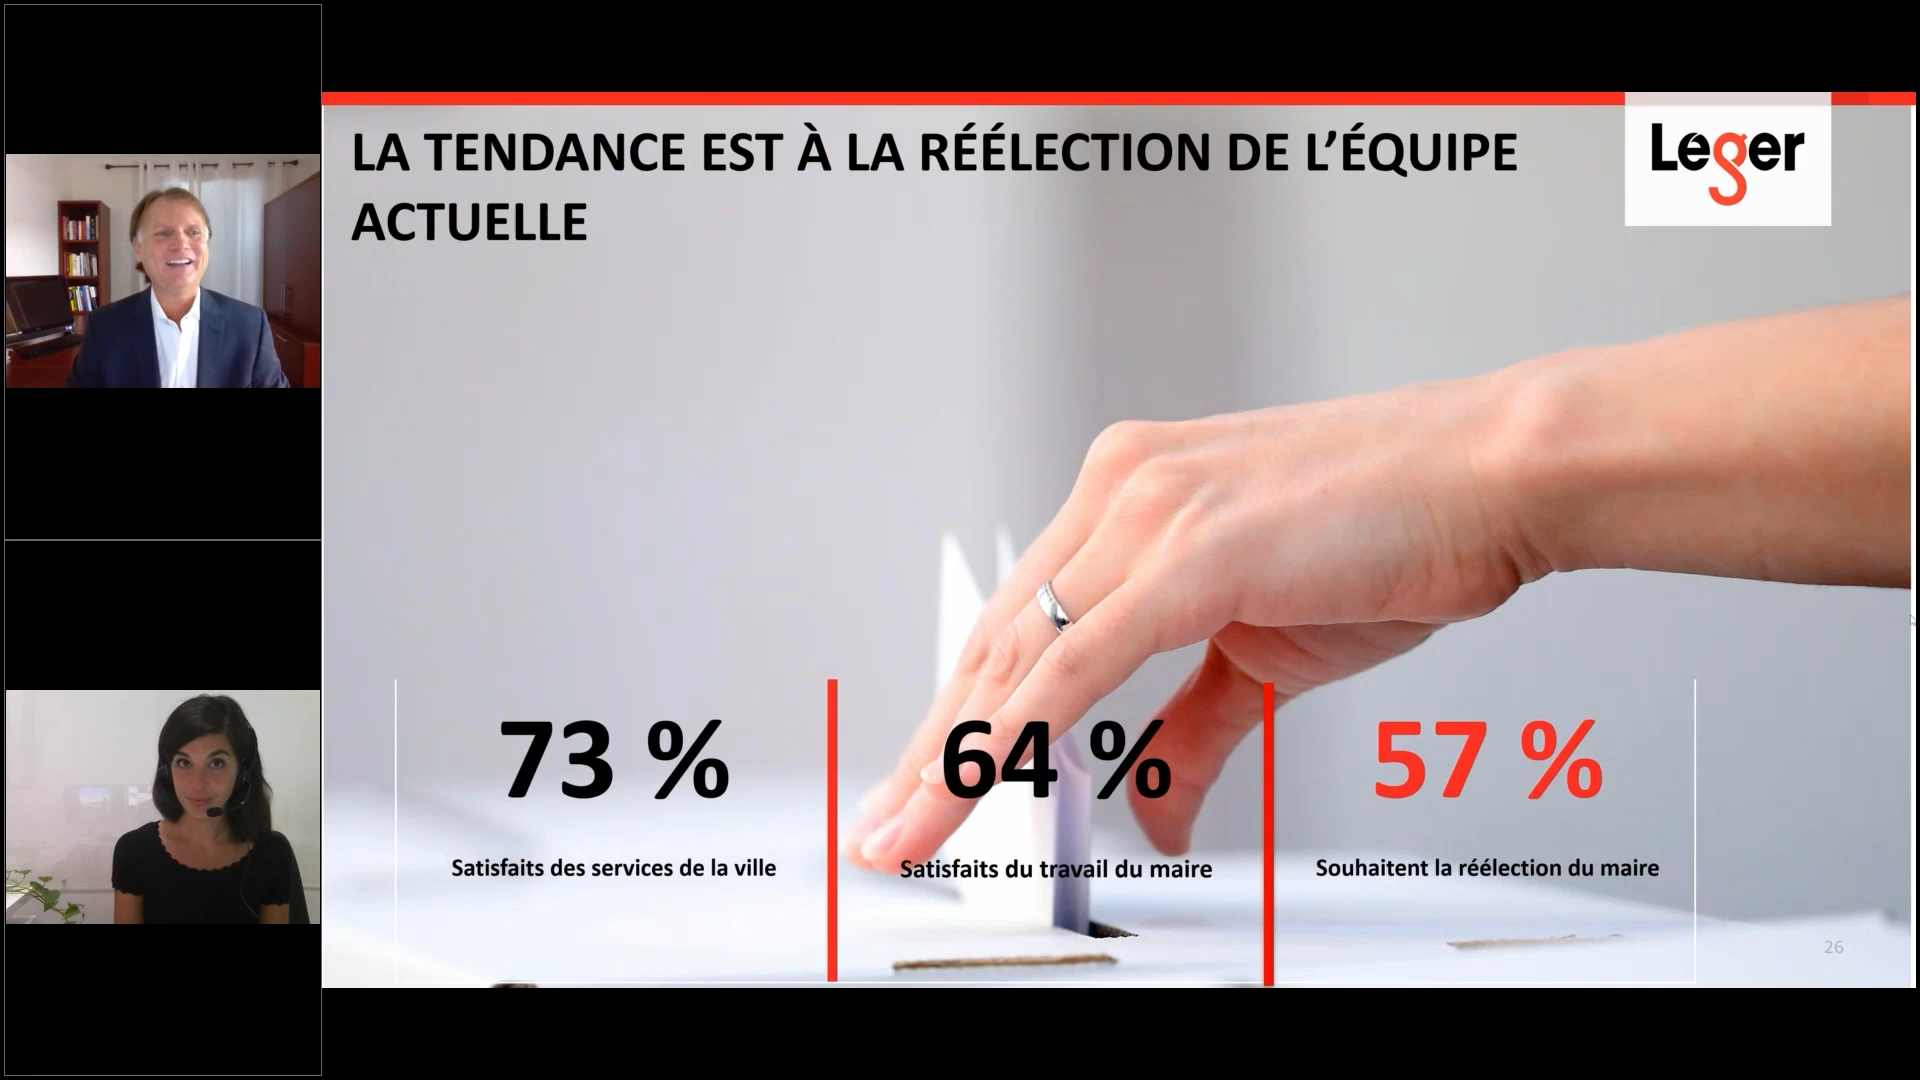 LA TENDANCE EST À LA RÉÉLECTION DE L’ÉQUIPE
ACTUELLE
Leger
73 %
64 %
57 %
Satisfaits des services de la ville
Satisfaits du travail du maire
Souhaitent la réélection du maire
26